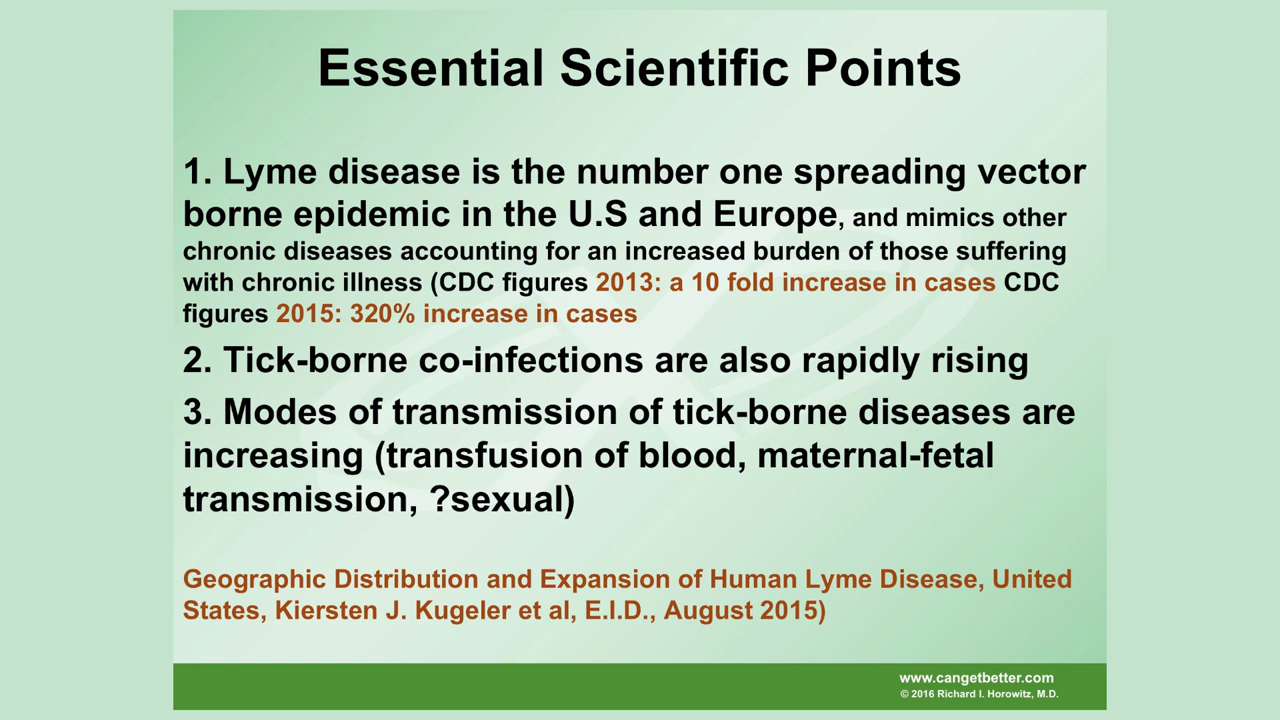 Essential Scientific Points
1. Lyme disease is the number one spreading vector
borne epidemic in the U.S and Europe, and mimics other
chronic diseases accounting for an increased burden of those suffering
with chronic illness (CDC figures 2013: a 10 fold increase in cases CDC
figures 2015: 320% increase in cases
2. Tick-borne co-infections are also rapidly rising
3. Modes of transmission of tick-borne diseases are
increasing (transfusion of blood, maternal-fetal
transmission, ?sexual)
Geographic Distribution and Expansion of Human Lyme Disease, United
States, Kiersten J. Kugeler et al, E.I.D., August 2015)
www.cangetbetter.com
© 2016 Richard I. Horowitz, M.D.